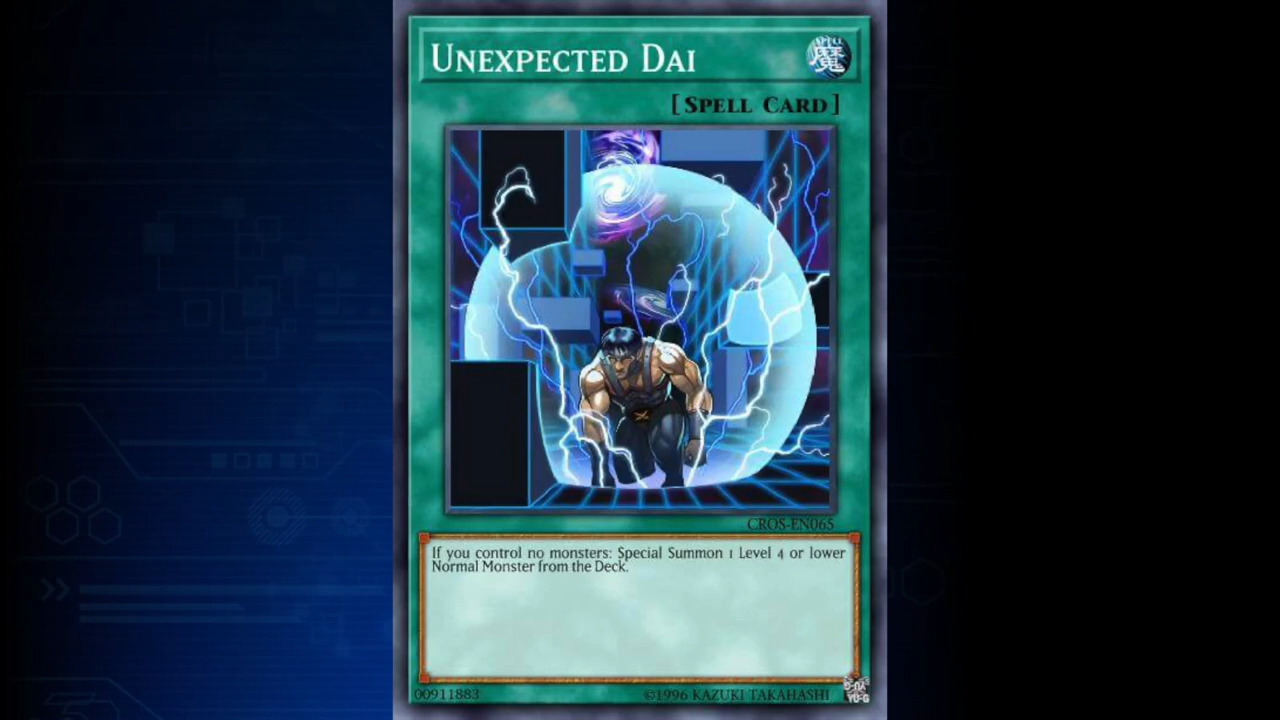 UNEXPECTED DAI
SPELL
魔
[SPELL CARD]
CROS-EN065
If you control no monsters: Special Summon 1 Level 4 or lower
Normal Monster from the Deck.
00911883
©1996 KAZUKI TAKAHASHI